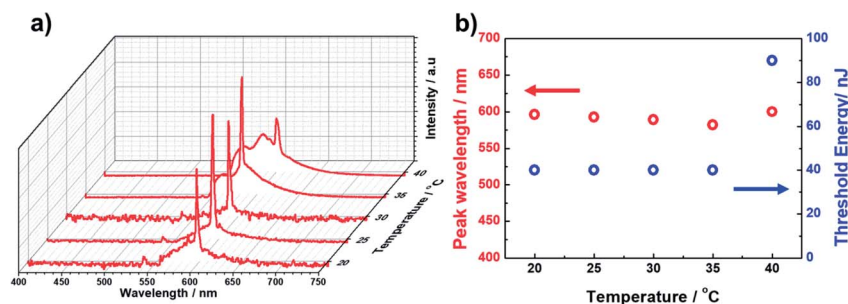 a)
Intensity / a.u
40
35
30
25
20
Temperature / °C
400 450 500 550 600 650 700 750
Wavelength / nm
b)
700
650
600
550
500
450
400
Peak wavelength / nm
100
80
60
40
20
0
Threshold Energy/ nJ
20 25 30 35 40
Temperature / °C